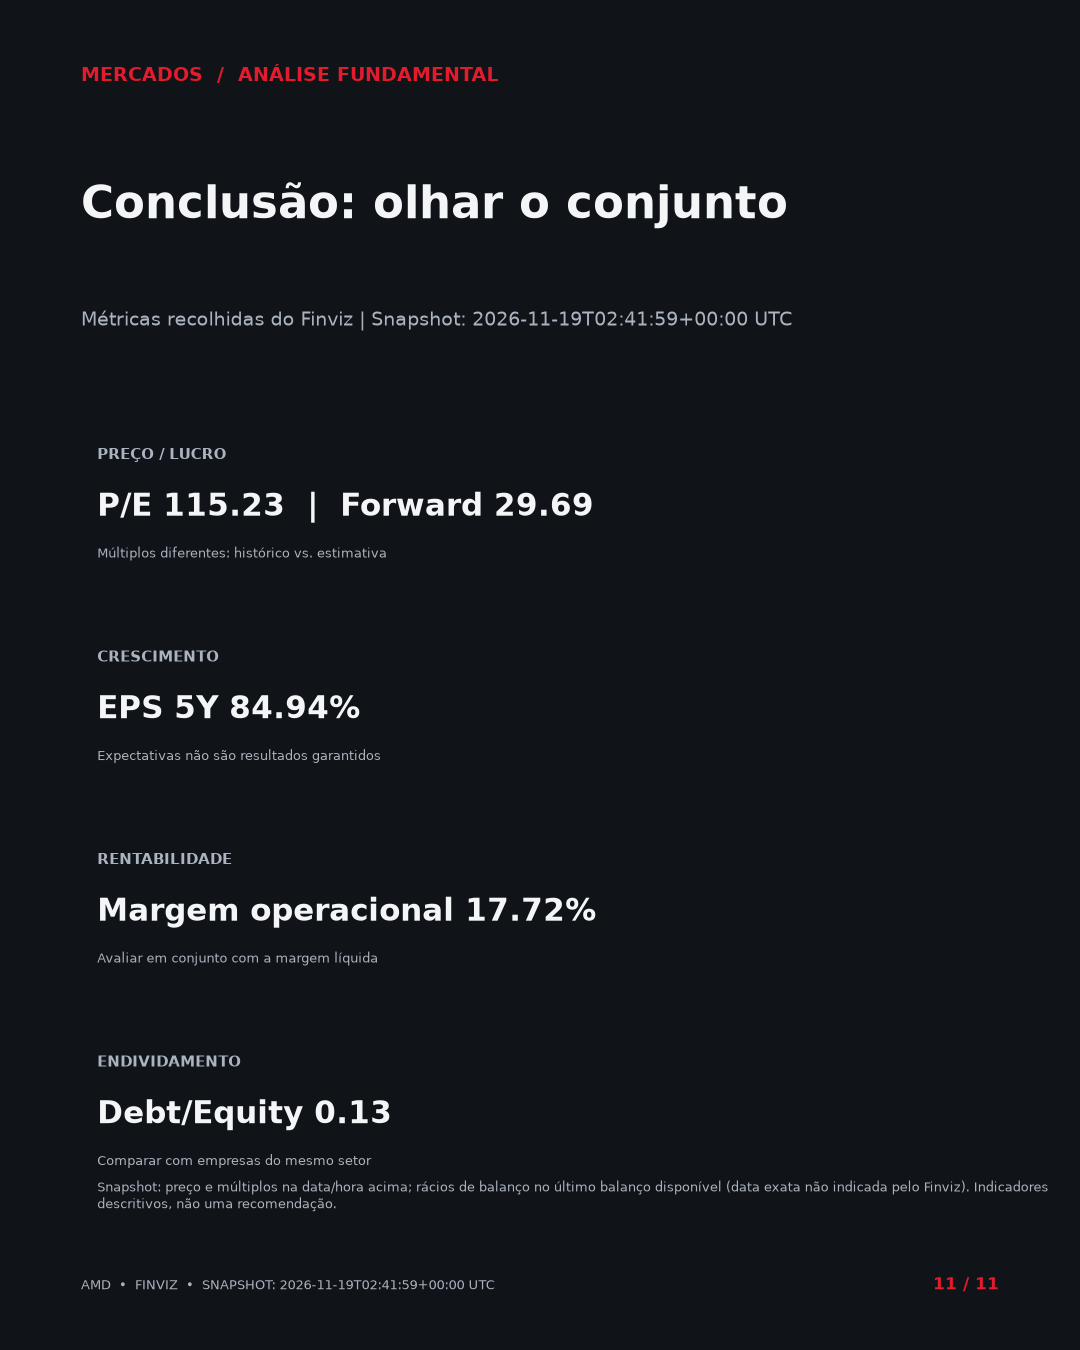 MERCADOS / ANÁLISE FUNDAMENTAL
Conclusão: olhar o conjunto
Métricas recolhidas do Finviz | Snapshot: 2026-11-19T02:41:59+00:00 UTC
PREÇO / LUCRO
P/E 115.23 | Forward 29.69
Múltiplos diferentes: histórico vs. estimativa
CRESCIMENTO
EPS 5Y 84.94%
Expectativas não são resultados garantidos
RENTABILIDADE
Margem operacional 17.72%
Avaliar em conjunto com a margem líquida
ENDIVIDAMENTO
Debt/Equity 0.13
Comparar com empresas do mesmo setor
Snapshot: preço e múltiplos na data/hora acima; rácios de balanço no último balanço disponível (data exata não indicada pelo Finviz). Indicadores
descritivos, não uma recomendação.
AMD • FINVIZ • SNAPSHOT: 2026-11-19T02:41:59+00:00 UTC
11 / 11